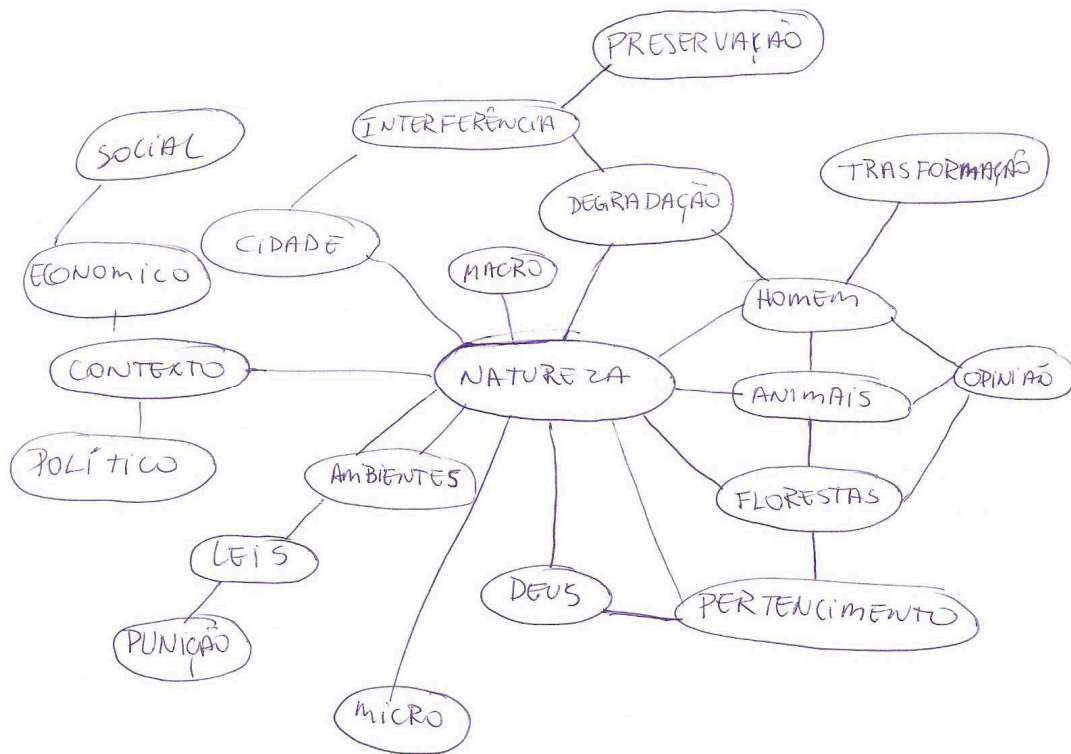 PRESERVAÇÃO
INTERFERÊNCIA
SOCIAL
TRASFORMAÇÃO
DEGRADAÇÃO
CIDADE
MACRO
ECONOMICO
HOMEM
CONTEXTO
NATUREZA
ANIMAIS
OPINIAÕ
POLÍTICO
AMBIENTES
FLORESTAS
LEIS
DEUS
PERTENCIMENTO
PUNIÇÃO
MICRO